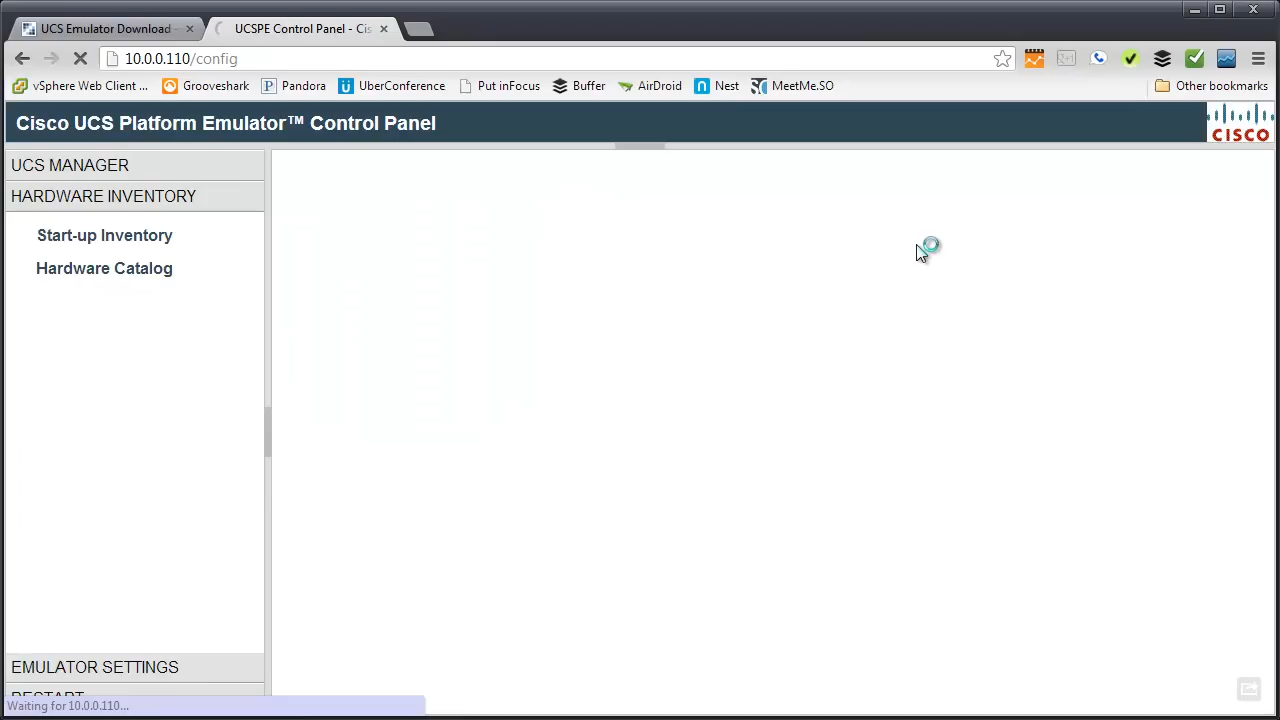 UCS Emulator Download -
UCSPE Control Panel - Cis
10.0.0.110/config
vSphere Web Client ...
Grooveshark
Pandora
UberConference
Put inFocus
Buffer
AirDroid
Nest
MeetMe.SO
Other bookmarks
Cisco UCS Platform Emulator™ Control Panel
CISCO
UCS MANAGER
HARDWARE INVENTORY
Start-up Inventory
Hardware Catalog
EMULATOR SETTINGS
RESTART
Waiting for 10.0.0.110...